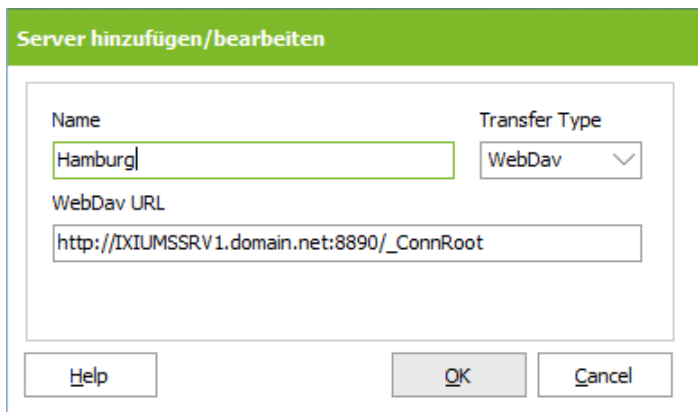 Server hinzufügen/bearbeiten
Name Transfer Type
Hamburg WebDav
WebDav URL
http://IXIUMSSRV1.domain.net:8890/_ConnRoot
Help OK Cancel